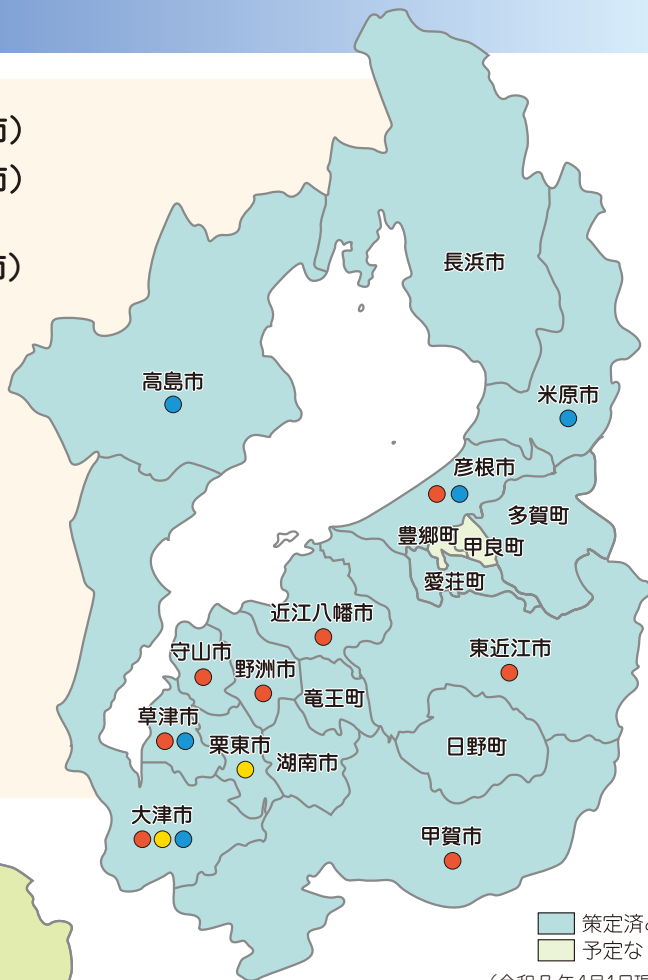 市）
市）
市）
長浜市
高島市
米原市
彦根市
多賀町
豊郷町
甲良町
愛荘町
近江八幡市
守山市
東近江市
野洲市
竜王町
草津市
栗東市
日野町
湖南市
大津市
甲賀市
策定済
予定な